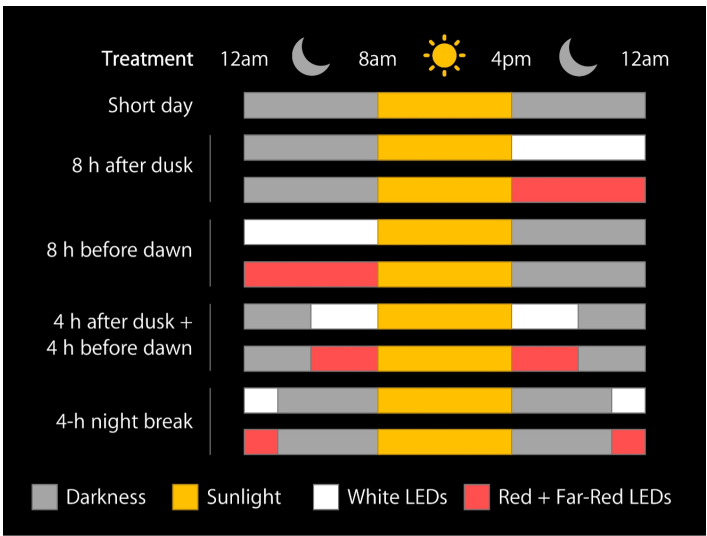 Treatment 12am 8am 4pm 12am
Short day
8 h after dusk
8 h before dawn
4 h after dusk +
4 h before dawn
4-h night break
Darkness Sunlight White LEDs Red + Far-Red LEDs